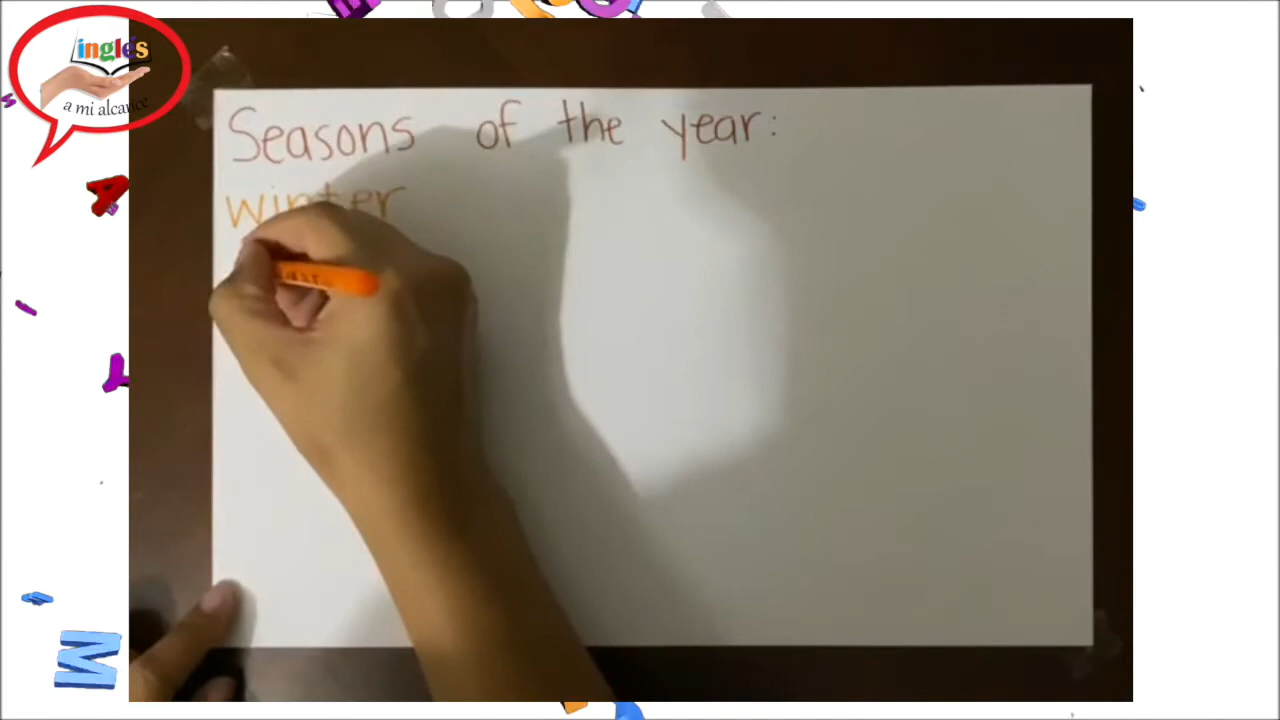 inglés
a mi alcance
Seasons of the year:
winter